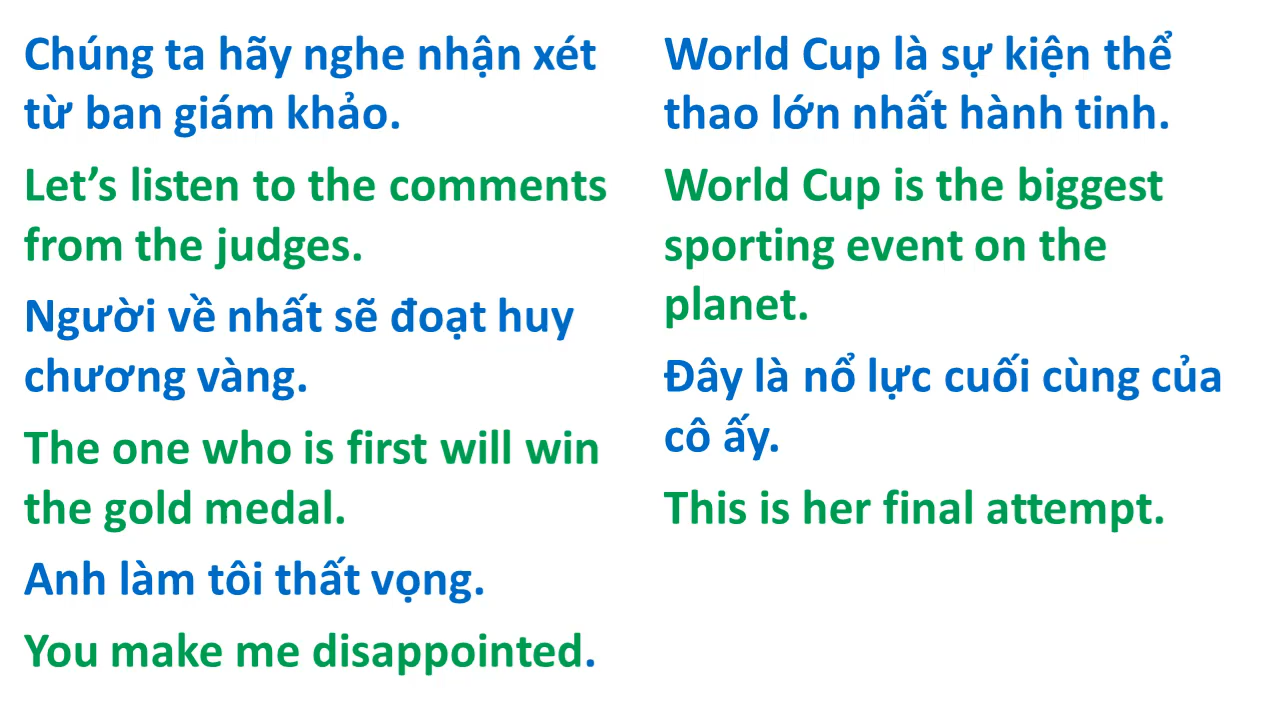 Chúng ta hãy nghe nhận xét
từ ban giám khảo.
Let’s listen to the comments
from the judges.
Người về nhất sẽ đoạt huy
chương vàng.
The one who is first will win
the gold medal.
Anh làm tôi thất vọng.
You make me disappointed.
World Cup là sự kiện thể
thao lớn nhất hành tinh.
World Cup is the biggest
sporting event on the
planet.
Đây là nổ lực cuối cùng của
cô ấy.
This is her final attempt.